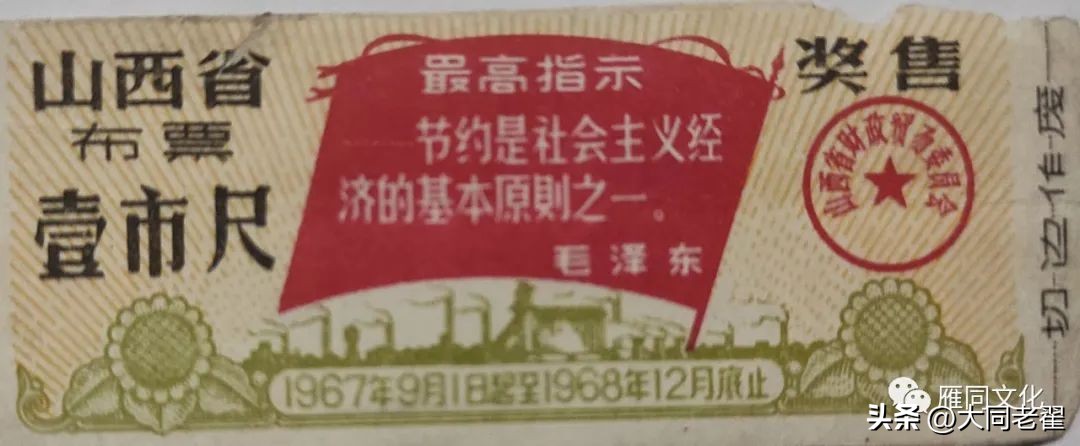 山西省
布票
壹市尺
最高指示
节约是社会主义经
济的基本原则之一。
毛泽东
奖售
山西省财政贸易委员会
切边作废
1967年9月1日起至1968年12月底止
雁同文化
头条@大同老翟